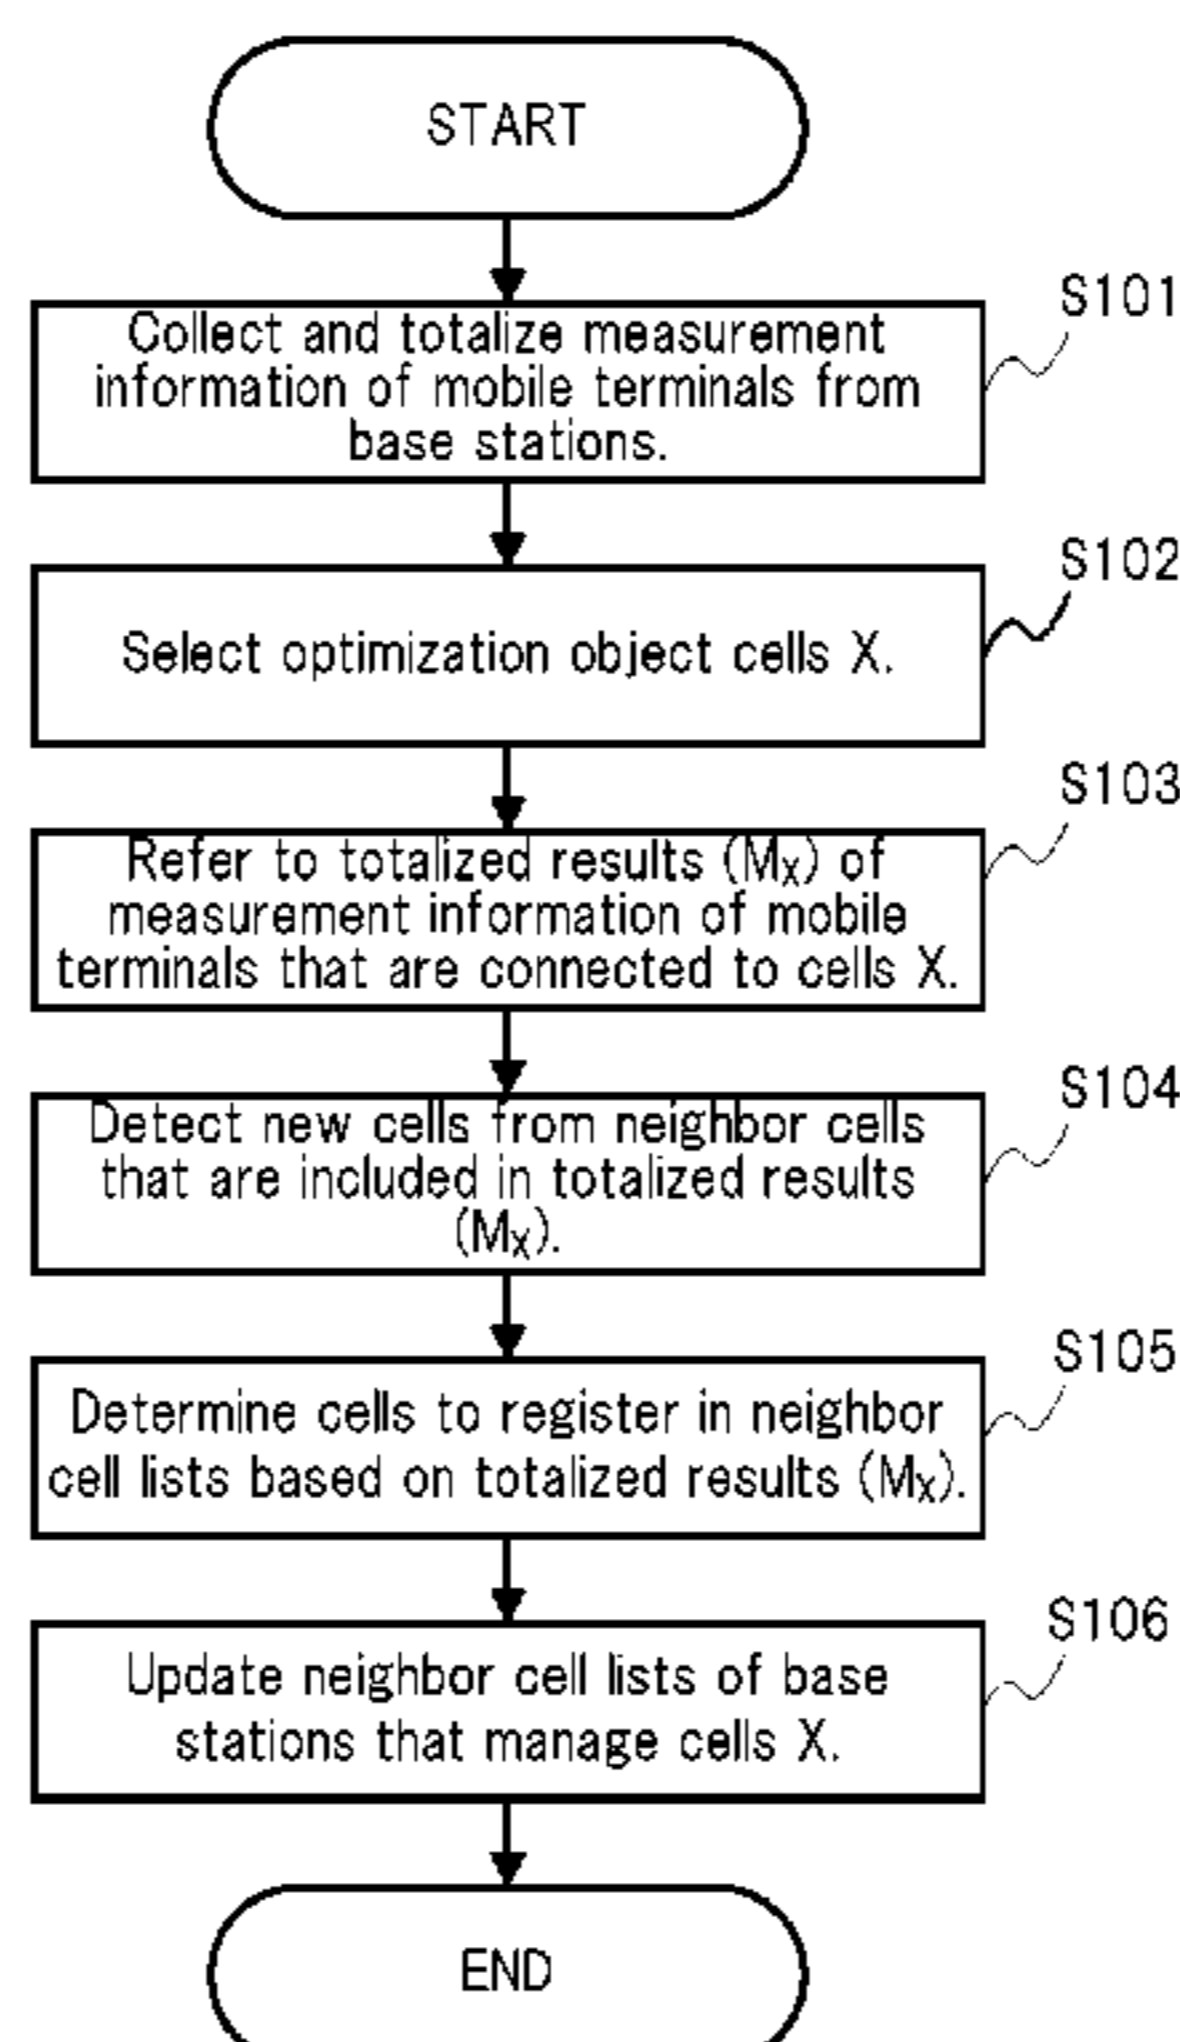 START
S101
Collect and totalize measurement
information of mobile terminals from
base stations.
S102
Select optimization object cells X.
S103
Refer to totalized results (MX) of
measurement information of mobile
terminals that are connected to cells X.
S104
Detect new cells from neighbor cells
that are included in totalized results
(MX).
S105
Determine cells to register in neighbor
cell lists based on totalized results (MX).
S106
Update neighbor cell lists of base
stations that manage cells X.
END